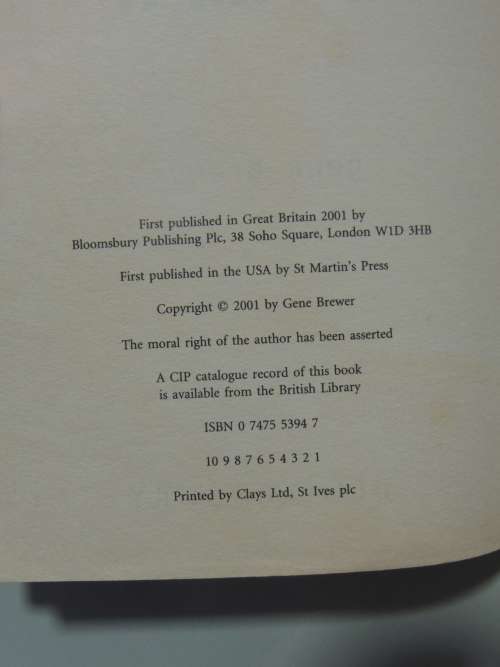 First published in Great Britain 2001 by
Bloomsbury Publishing Plc, 38 Soho Square, London W1D 3HB
First published in the USA by St Martin's Press
Copyright © 2001 by Gene Brewer
The moral right of the author has been asserted
A CIP catalogue record of this book
is available from the British Library
ISBN 0 7475 5394 7
10 9 8 7 6 5 4 3 2 1
Printed by Clays Ltd, St Ives plc